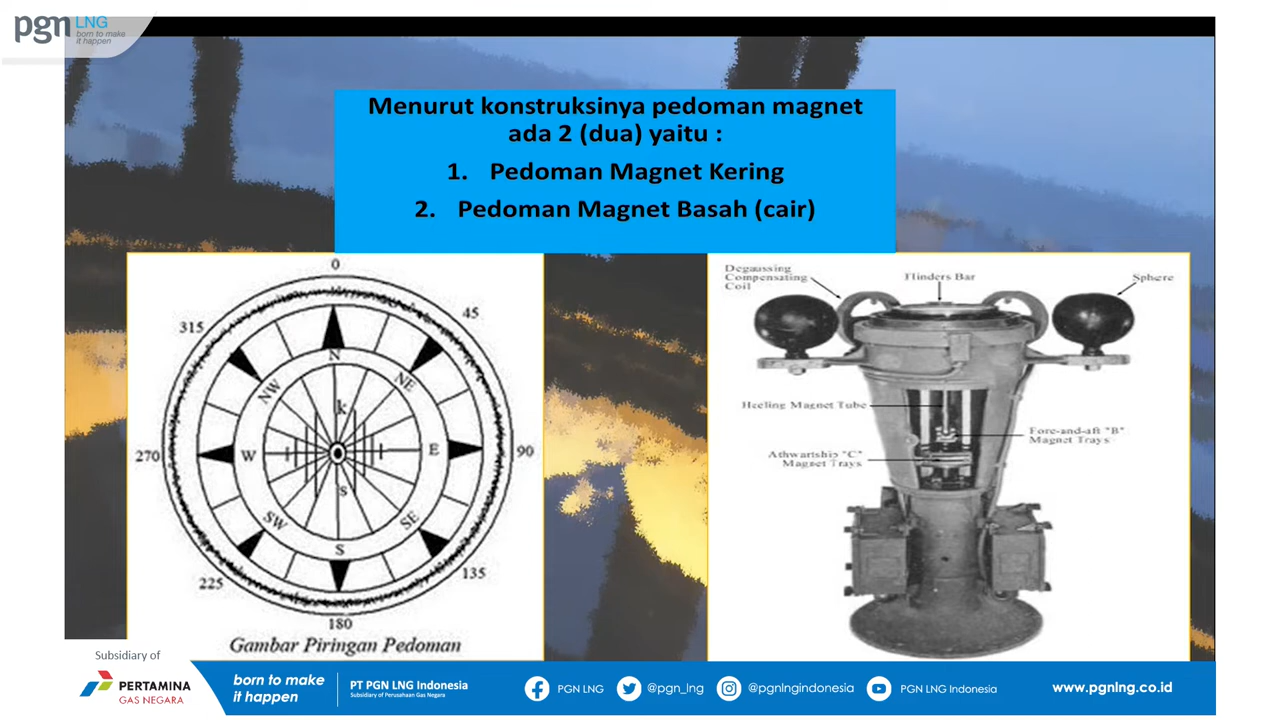 pgn LNG
born to make
it happen
Menurut konstruksinya pedoman magnet
ada 2 (dua) yaitu :
1. Pedoman Magnet Kering
2. Pedoman Magnet Basah (cair)
0
45
90
135
180
225
270
315
N
NE
E
SE
S
SW
W
NW
k
s
Gambar Piringan Pedoman
Degaussing
Compensating
Coil
Flinders Bar
Sphere
Heeling Magnet Tube
Fore-and-aft "B"
Magnet Trays
Athwartship "C"
Magnet Trays
Subsidiary of
PERTAMINA
GAS NEGARA
born to make
it happen
PT PGN LNG Indonesia
Subsidiary of Perusahaan Gas Negara
PGN LNG
@pgn_lng
@pgnlngindonesia
PGN LNG Indonesia
www.pgnlng.co.id